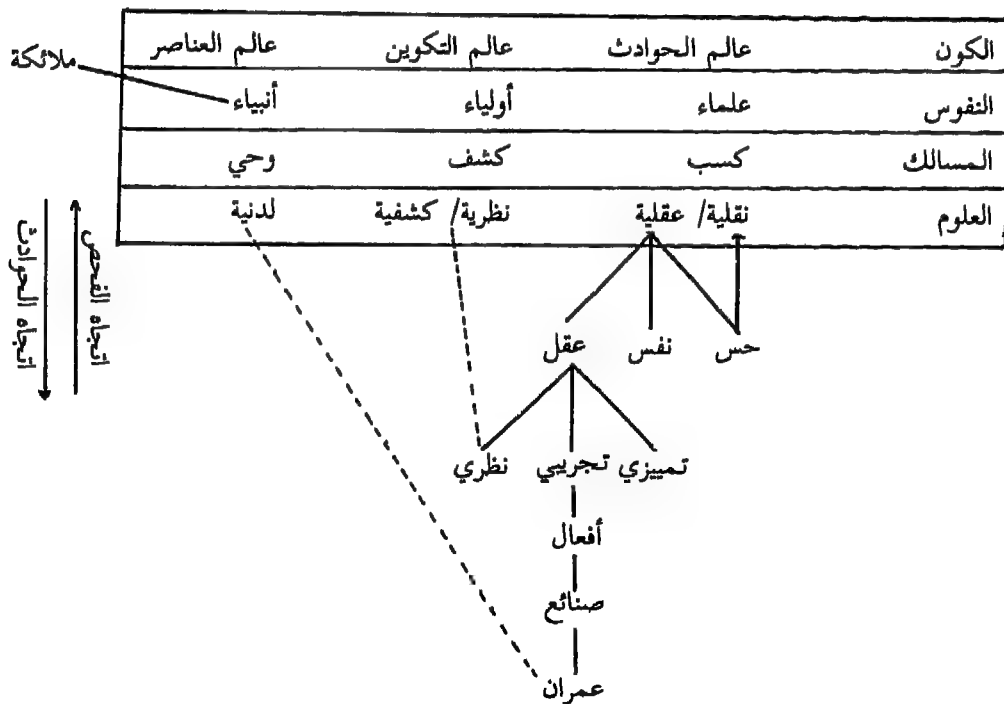 الكون عالم الحوادث عالم التكوين عالم العناصر
ملائكة
النفوس علماء أولياء أنبياء
المسالك كسب كشف وحي
العلوم نقلية/ عقلية نظرية/ كشفية لدنية
اتجاه الفحص
اتجاه الحوادث
حس نفس عقل
تمييزي تجريبي نظري
أفعال
صنائع
عمران